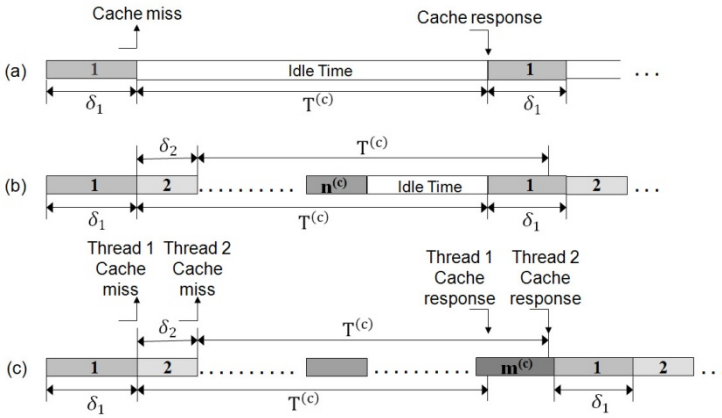 Cache miss
Cache response
(a) 1 Idle Time 1 . . .
δ₁ T⁽ᶜ⁾ δ₁
δ₂ T⁽ᶜ⁾
(b) 1 2 . . . . . . . . . n⁽ᶜ⁾ Idle Time 1 2 . . .
δ₁ T⁽ᶜ⁾ δ₁
Thread 1
Cache
miss
Thread 2
Cache
miss
Thread 1
Cache
response
Thread 2
Cache
response
δ₂ T⁽ᶜ⁾
(c) 1 2 . . . . . . . . . . . . . . . . . . m⁽ᶜ⁾ 1 2 . .
δ₁ T⁽ᶜ⁾ δ₁